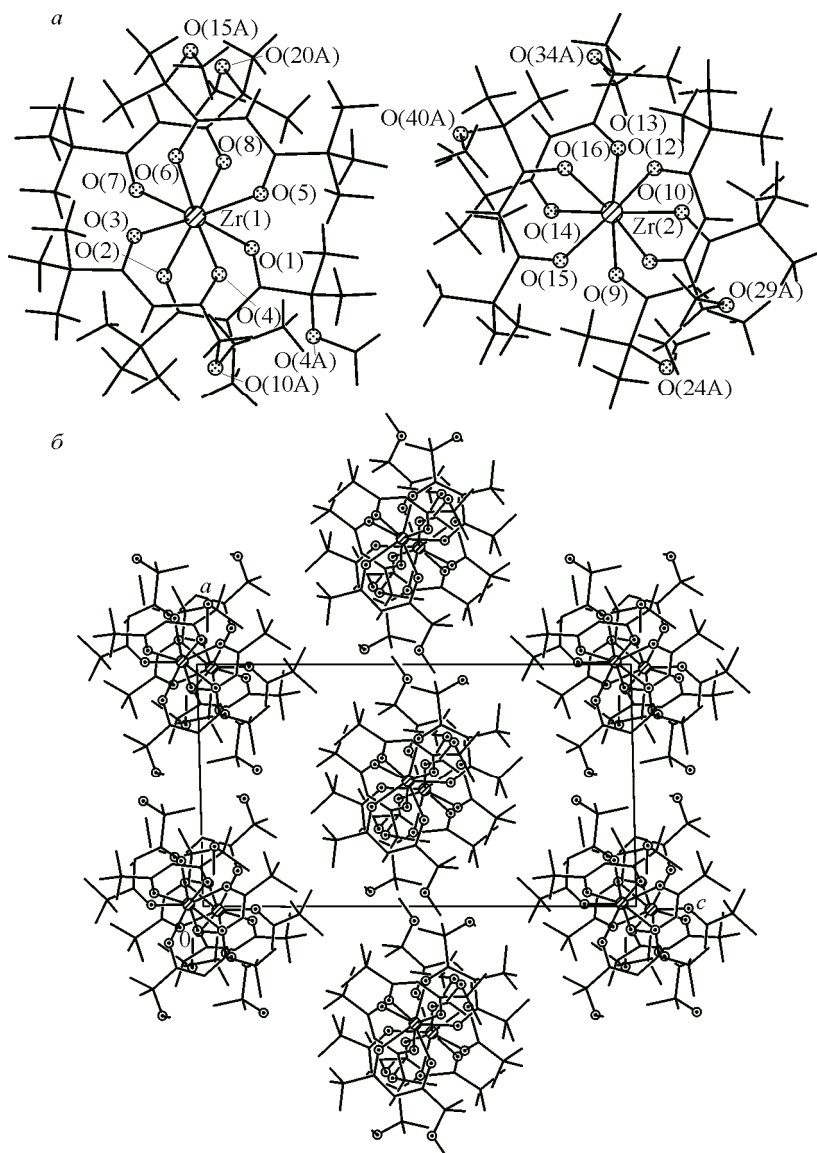 а
O(15A)
O(20A)
O(34A)
O(40A)
O(13)
O(8)
O(12)
O(6)
O(16)
O(7)
O(5)
O(10)
O(3)
Zr(1)
Zr(2)
O(2)
O(1)
O(14)
O(15)
O(4)
O(9)
O(29A)
O(4A)
O(10A)
O(24A)
б
a
0
c